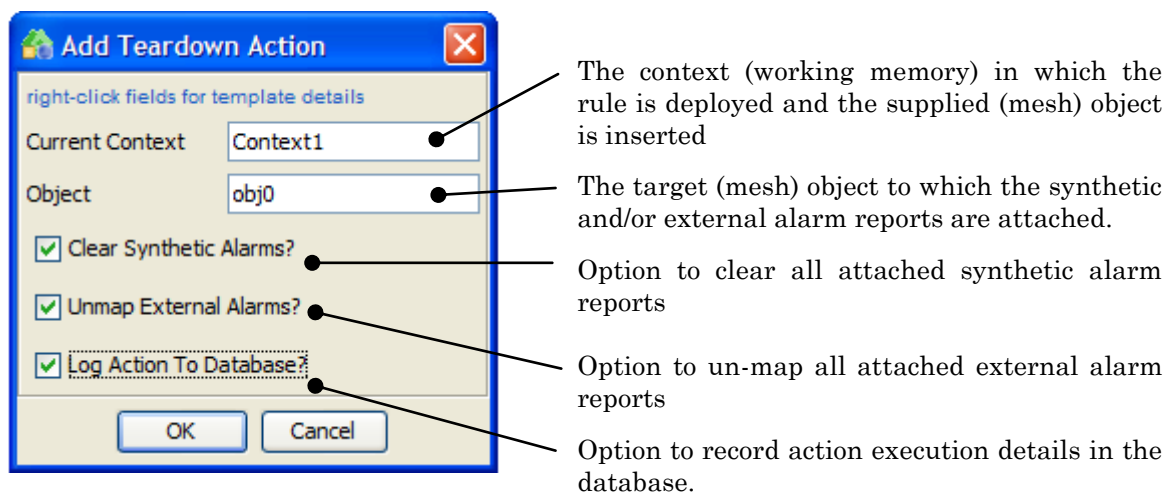 Add Teardown Action
right-click fields for template details
Current Context
Context1
Object
obj0
Clear Synthetic Alarms?
Unmap External Alarms?
Log Action To Database?
OK
Cancel
The context (working memory) in which the
rule is deployed and the supplied (mesh) object
is inserted
The target (mesh) object to which the synthetic
and/or external alarm reports are attached.
Option to clear all attached synthetic alarm
reports
Option to un-map all attached external alarm
reports
Option to record action execution details in the
database.